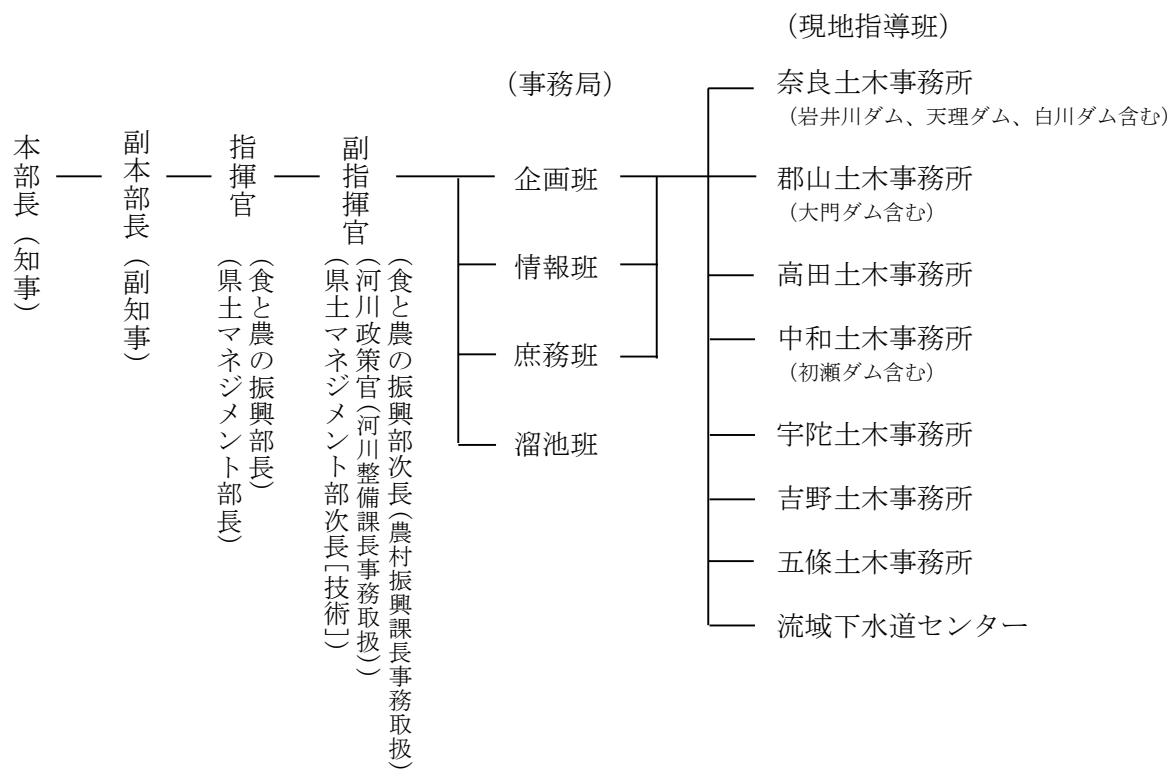 （現地指導班）
（事務局）
本部長（知事）
副本部長（副知事）
指揮官
（食と農の振興部長）
（県土マネジメント部長）
副指揮官
（食と農の振興部次長（農村振興課長事務取扱）
（河川政策官（河川整備課長事務取扱））
（県土マネジメント部次長［技術］）
企画班
情報班
庶務班
溜池班
奈良土木事務所
（岩井川ダム、天理ダム、白川ダム含む）
郡山土木事務所
（大門ダム含む）
高田土木事務所
中和土木事務所
（初瀬ダム含む）
宇陀土木事務所
吉野土木事務所
五條土木事務所
流域下水道センター